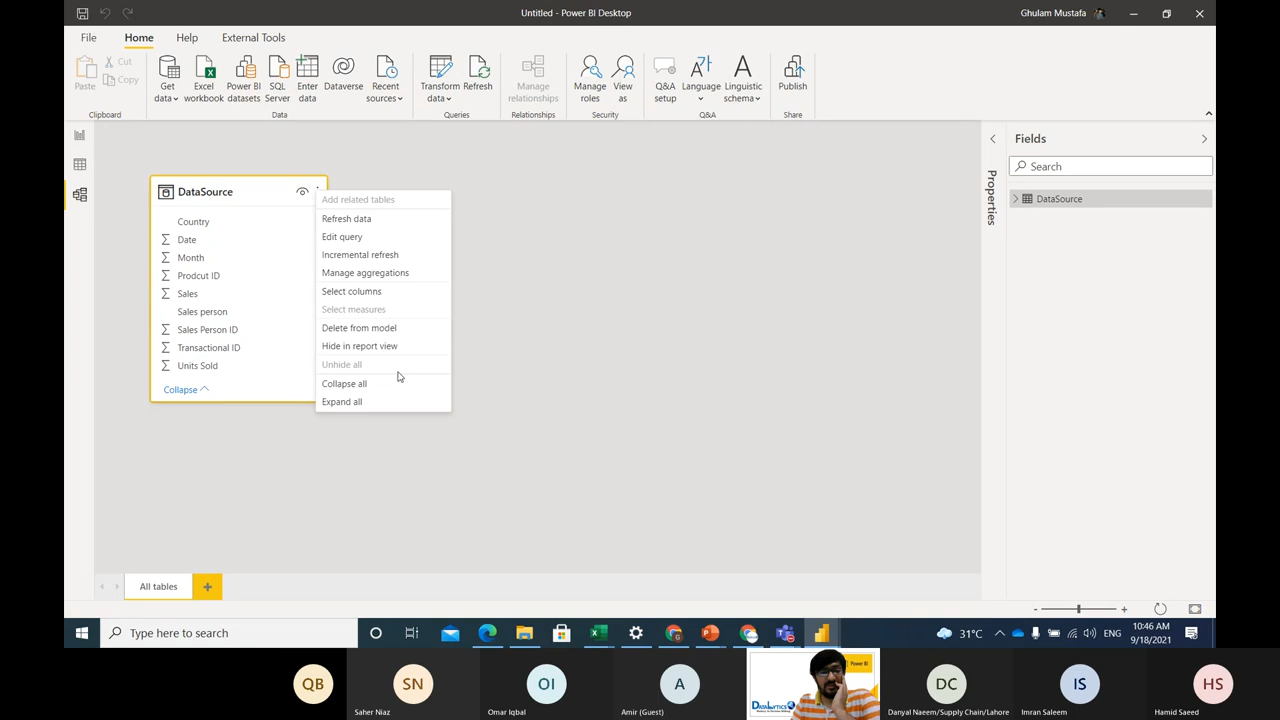 Untitled - Power BI Desktop
Ghulam Mustafa
File
Home
Help
External Tools
Paste
Cut
Copy
Clipboard
Get data
Excel workbook
Power BI datasets
SQL Server
Enter data
Dataverse
Recent sources
Data
Transform data
Refresh
Queries
Manage relationships
Relationships
Manage roles
View as
Security
Q&A setup
Language
Linguistic schema
Q&A
Publish
Share
DataSource
Country
Date
Month
Prodcut ID
Sales
Sales person
Sales Person ID
Transactional ID
Units Sold
Collapse
Add related tables
Refresh data
Edit query
Incremental refresh
Manage aggregations
Select columns
Select measures
Delete from model
Hide in report view
Unhide all
Collapse all
Expand all
Properties
Fields
Search
DataSource
All tables
Type here to search
31°C
ENG
10:46 AM
9/18/2021
QB
SN
Saher Niaz
OI
Omar Iqbal
A
Amir (Guest)
Power BI
DC
Danyal Neem/Supply Chain/Lahore
IS
Imran Saleem
HS
Hamid Saeed